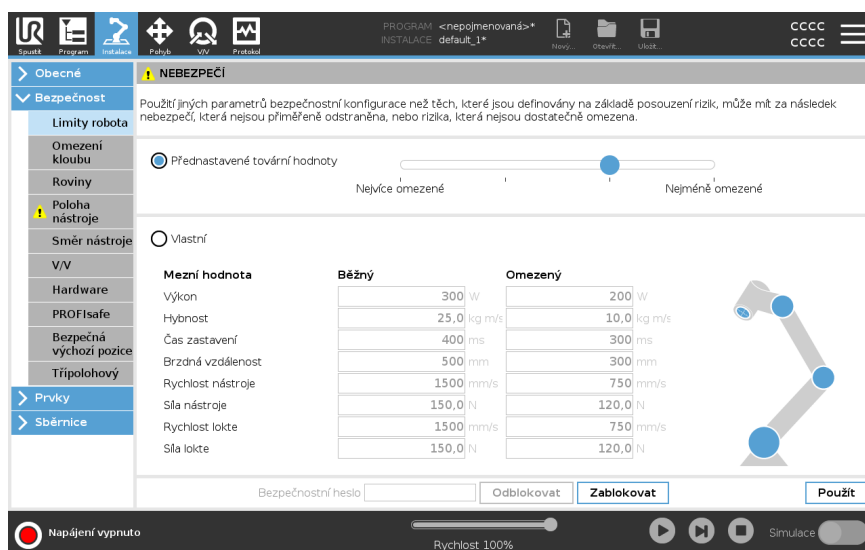 UR
Spustit
Program
Instalace
Pohyb
V/V
Protokol
PROGRAM <nepojmenovaná>*
INSTALACE default_1*
Nový...
Otevřít...
Uložit...
CCCC
CCCC
Obecné
Bezpečnost
Limity robota
Omezení
kloubu
Roviny
Poloha
nástroje
Směr nástroje
V/V
Hardware
PROFIsafe
Bezpečná
výchozí pozice
Třípolohový
Prvky
Sběrnice
NEBEZPEČÍ
Použití jiných parametrů bezpečnostní konfigurace než těch, které jsou definovány na základě posouzení rizik, může mít za následek
nebezpečí, která nejsou přiměřeně odstraněna, nebo rizika, která nejsou dostatečně omezena.
Přednastavené tovární hodnoty
Nejvíce omezené Nejméně omezené
Vlastní
Mezní hodnota Běžný Omezený
Výkon 300 W 200 W
Hybnost 25,0 kg m/s 10,0 kg m/s
Čas zastavení 400 ms 300 ms
Brzdná vzdálenost 500 mm 300 mm
Rychlost nástroje 1500 mm/s 750 mm/s
Síla nástroje 150,0 N 120,0 N
Rychlost lokte 1500 mm/s 750 mm/s
Síla lokte 150,0 N 120,0 N
Bezpečnostní heslo Odblokovat Zablokovat Použít
Napájení vypnuto
Rychlost 100%
Simulace